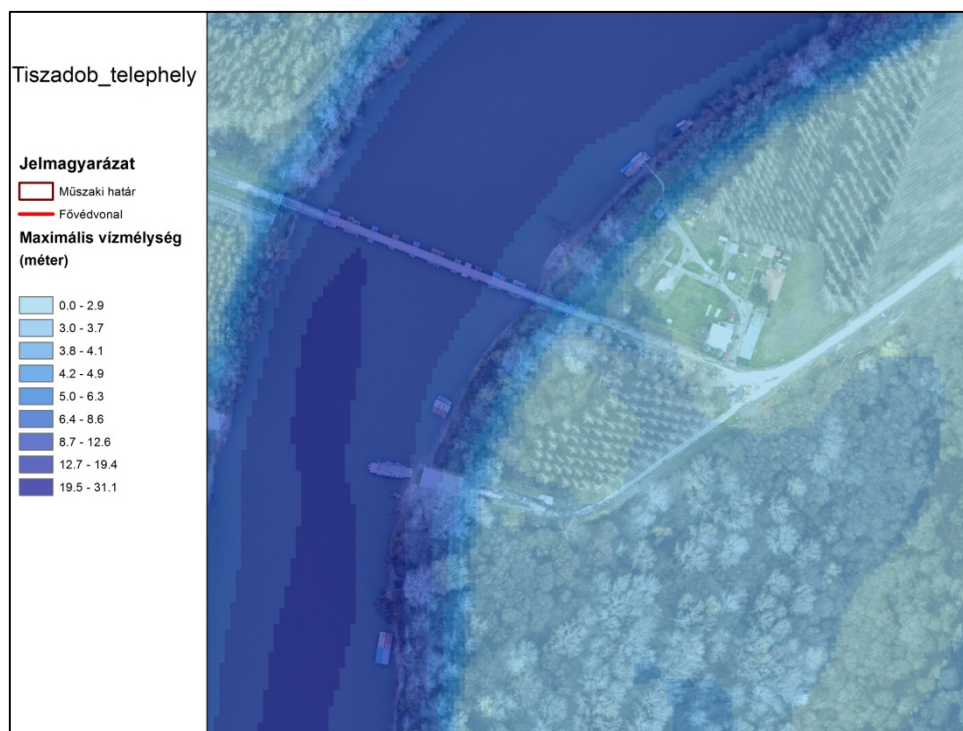 Tiszadob_telephely
Jelmagyarázat
Műszaki határ
Fővédvonal
Maximális vízmélység
(méter)
0.0 - 2.9
3.0 - 3.7
3.8 - 4.1
4.2 - 4.9
5.0 - 6.3
6.4 - 8.6
8.7 - 12.6
12.7 - 19.4
19.5 - 31.1